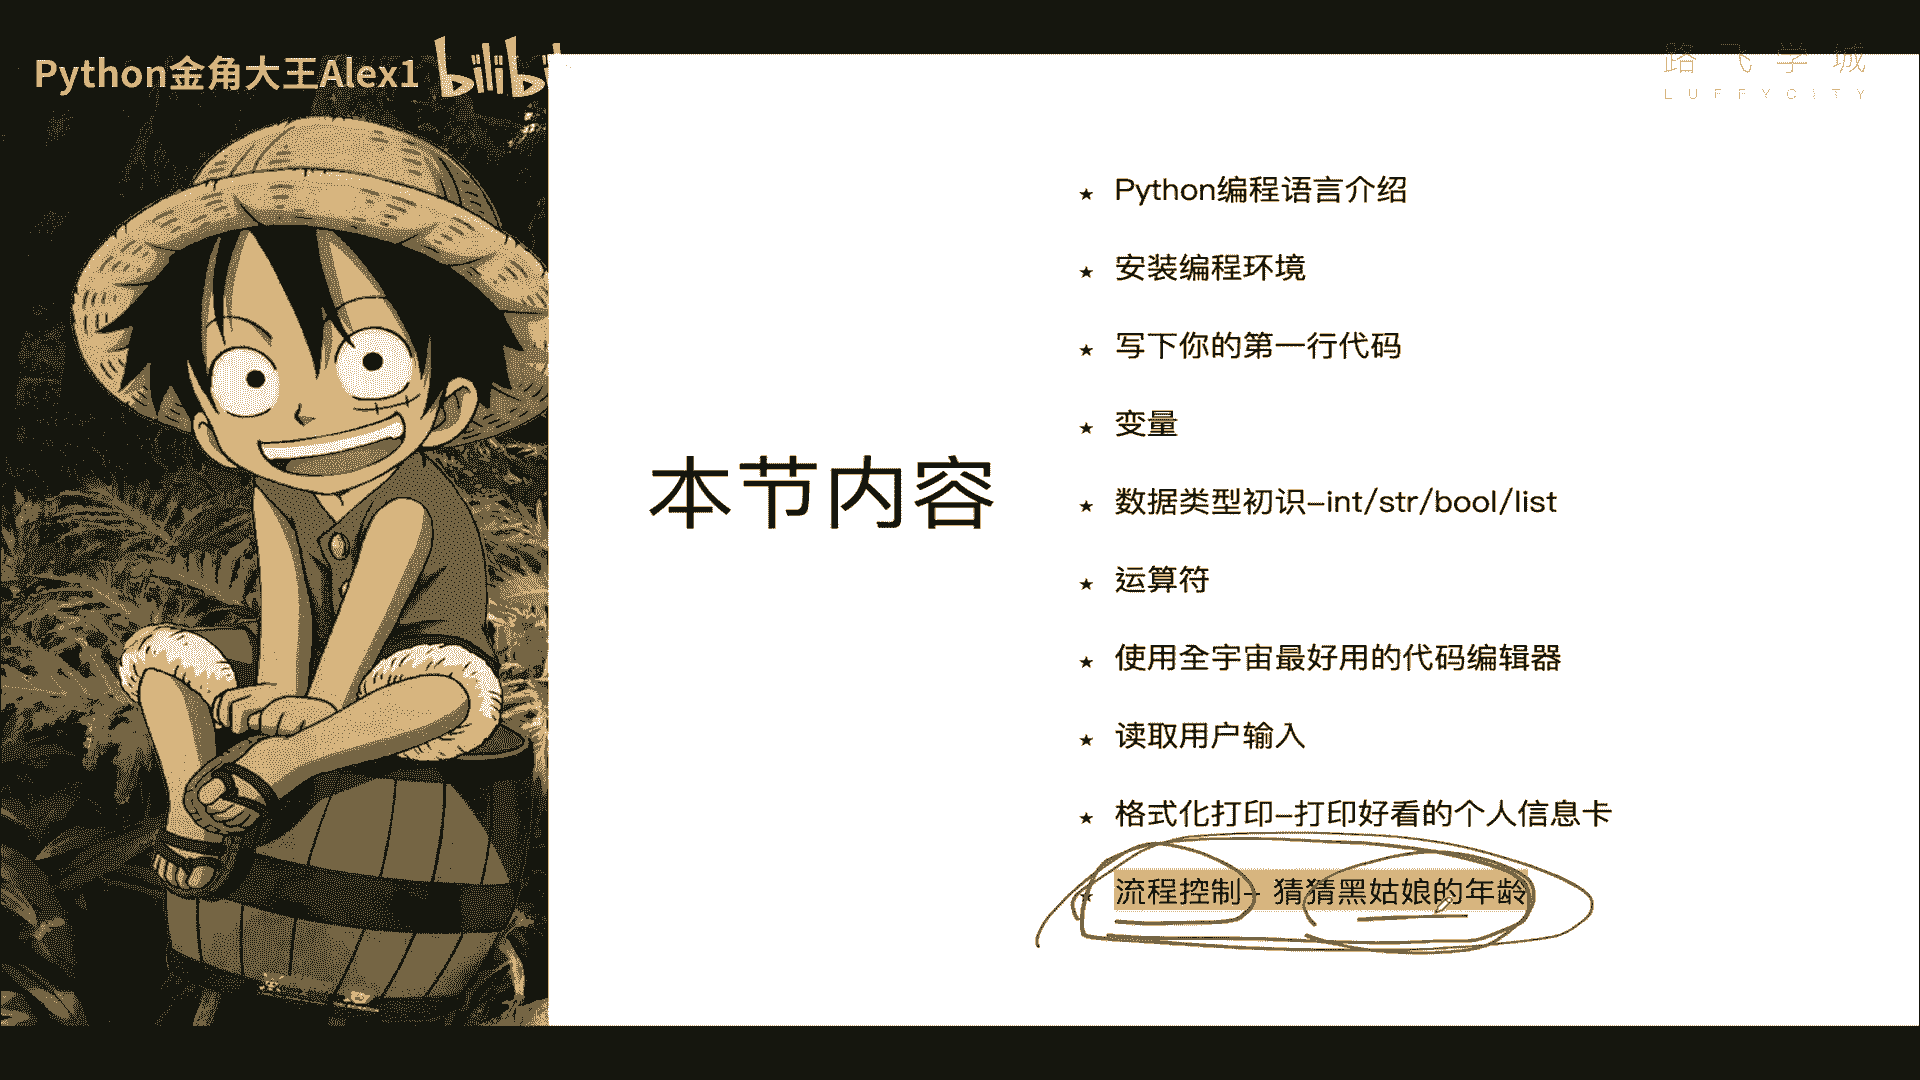 Python金角大王Alex1 bilibi
路飞学城
LUFFYCITY
Python编程语言介绍
安装编程环境
写下你的第一行代码
变量
数据类型初识–int/str/bool/list
本节内容
运算符
使用全宇宙最好用的代码编辑器
读取用户输入
格式化打印–打印好看的个人信息卡
流程控制– 猜猜黑姑娘的年龄